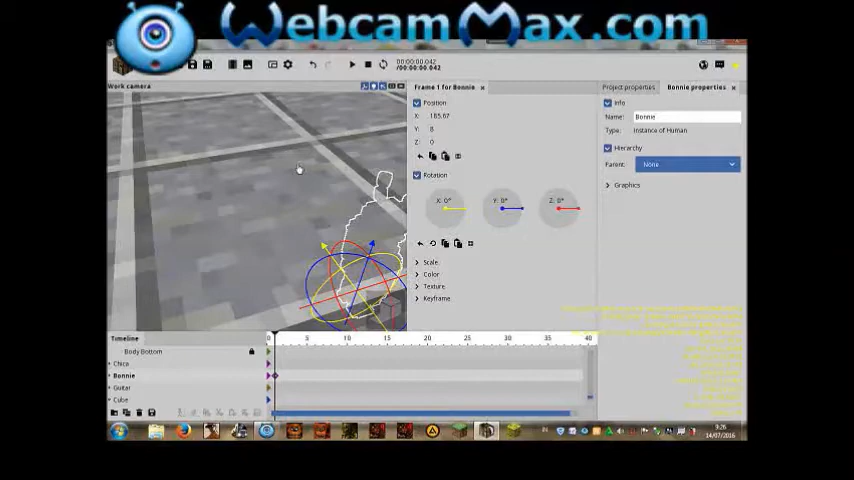 WebcamMax.com
00:00:00.042
/00:00:00.042
Work camera
Frame 1 for Bonnie
Position
X: 185.67
Y: 8
Z: 0
Rotation
X: 0°
Y: 0°
Z: 0°
Scale
Color
Texture
Keyframe
Project properties
Bonnie properties
Info
Name: Bonnie
Type: Instance of Human
Hierarchy
Parent: None
Graphics
Timeline
0 5 10 15 20 25 30 35 40
Body Bottom
Chica
Bonnie
Guitar
Cube
9:26
14/07/2016